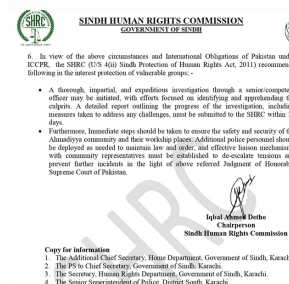 SINDH HUMAN RIGHTS COMMISSION
GOVERNMENT OF SINDH
SHRC
6. In view of the above circumstances and International Obligations of Pakistan und
ICCPR, the SHRC (U/S 4(ii) Sindh Protection of Human Rights Act, 2011) recommen
following in the interest protection of vulnerable groups; -
• A thorough, impartial, and expeditious investigation through a senior/compete
officer may be initiated, with efforts focused on identifying and apprehending t
culprits. A detailed report outlining the progress of the investigation, includin
measures taken to address any challenges, must be submitted to the SHRC within
days.
• Furthermore, Immediate steps should be taken to ensure the safety and security of t
Ahmadiyya community and their workship places. Additional police personnel shou
be deployed as needed to maintain law and order, and effective liaison mechanism
with community representatives must be established to de-escalate tensions a
prevent further incidents in the light of above referred Judgment of Honorab
Supreme Court of Pakistan.
Iqbal Ahmed Detho
Chairperson
Sindh Human Rights Commission
Copy for information
1. The Additional Chief Secretary, Home Department, Government of Sindh, Karach
2. The PS to Chief Secretary, Government of Sindh, Karachi.
3. The Secretary, Human Rights Department, Government of Sindh, Karachi.
4. The Senior Superintendent of Police, District South, Karachi.